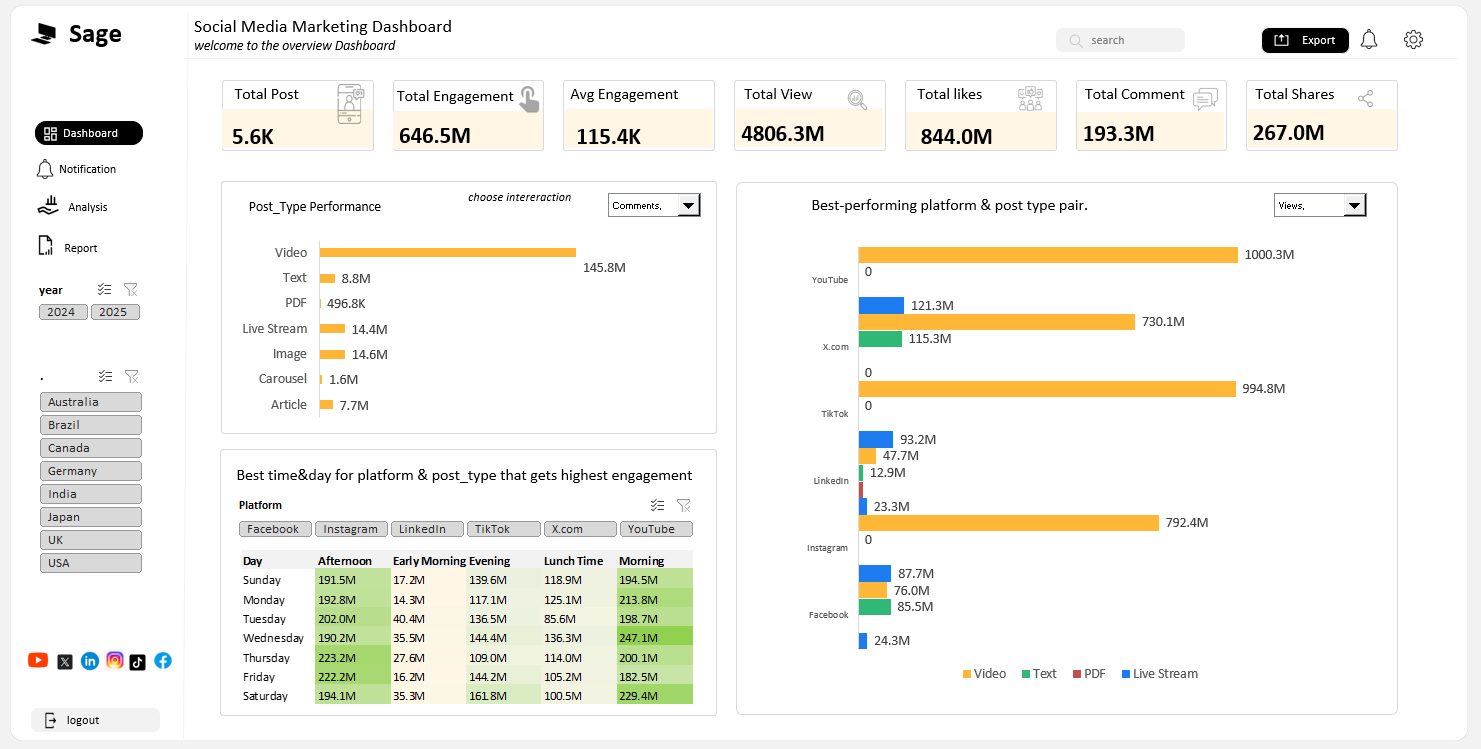 Sage
Social Media Marketing Dashboard
welcome to the overview Dashboard
search
Export
Dashboard
Notification
Analysis
Report
year
2024 2025
.
Australia
Brazil
Canada
Germany
India
Japan
UK
USA
logout
Total Post
5.6K
Total Engagement
646.5M
Avg Engagement
115.4K
Total View
4806.3M
Total likes
844.0M
Total Comment
193.3M
Total Shares
267.0M
Post_Type Performance
choose intereraction
Comments,
Video 145.8M
Text 8.8M
PDF 496.8K
Live Stream 14.4M
Image 14.6M
Carousel 1.6M
Article 7.7M
Best time&day for platform & post_type that gets highest engagement
Platform
Facebook Instagram LinkedIn TikTok X.com YouTube
Day Afternoon Early Morning Evening Lunch Time Morning
Sunday 191.5M 17.2M 139.6M 118.9M 194.5M
Monday 192.8M 14.3M 117.1M 125.1M 213.8M
Tuesday 202.0M 40.4M 136.5M 85.6M 198.7M
Wednesday 190.2M 35.5M 144.4M 136.3M 247.1M
Thursday 223.2M 27.6M 109.0M 114.0M 200.1M
Friday 222.2M 16.2M 144.2M 105.2M 182.5M
Saturday 194.1M 35.3M 161.8M 100.5M 229.4M
Best-performing platform & post type pair.
Views,
1000.3M
0
YouTube
121.3M
730.1M
115.3M
X.com
0
994.8M
0
TikTok
93.2M
47.7M
12.9M
LinkedIn
23.3M
792.4M
0
Instagram
87.7M
76.0M
85.5M
Facebook
24.3M
Video Text PDF Live Stream